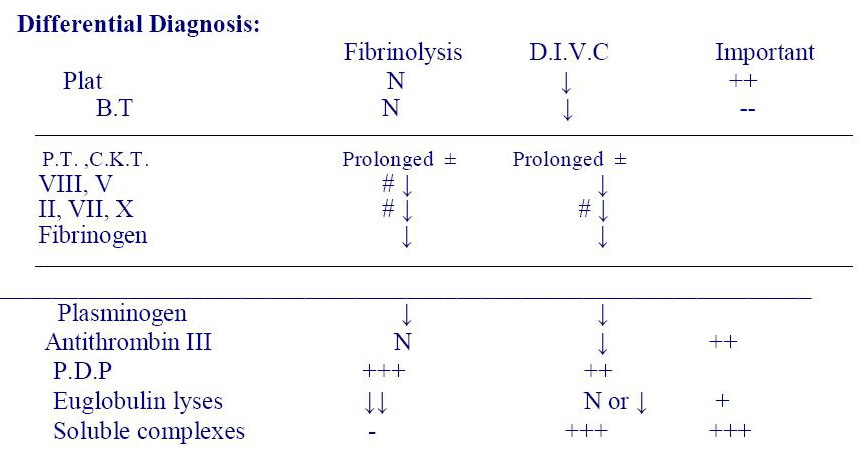 Differential Diagnosis:
Fibrinolysis D.I.V.C Important
Plat N ↓ ++
B.T N ↓ --
P.T. ,C.K.T. Prolonged ± Prolonged ±
VIII, V # ↓ ↓
II, VII, X # ↓ # ↓
Fibrinogen ↓ ↓
Plasminogen ↓ ↓
Antithrombin III N ↓ ++
P.D.P +++ ++
Euglobulin lyses ↓↓ N or ↓ +
Soluble complexes - +++ +++